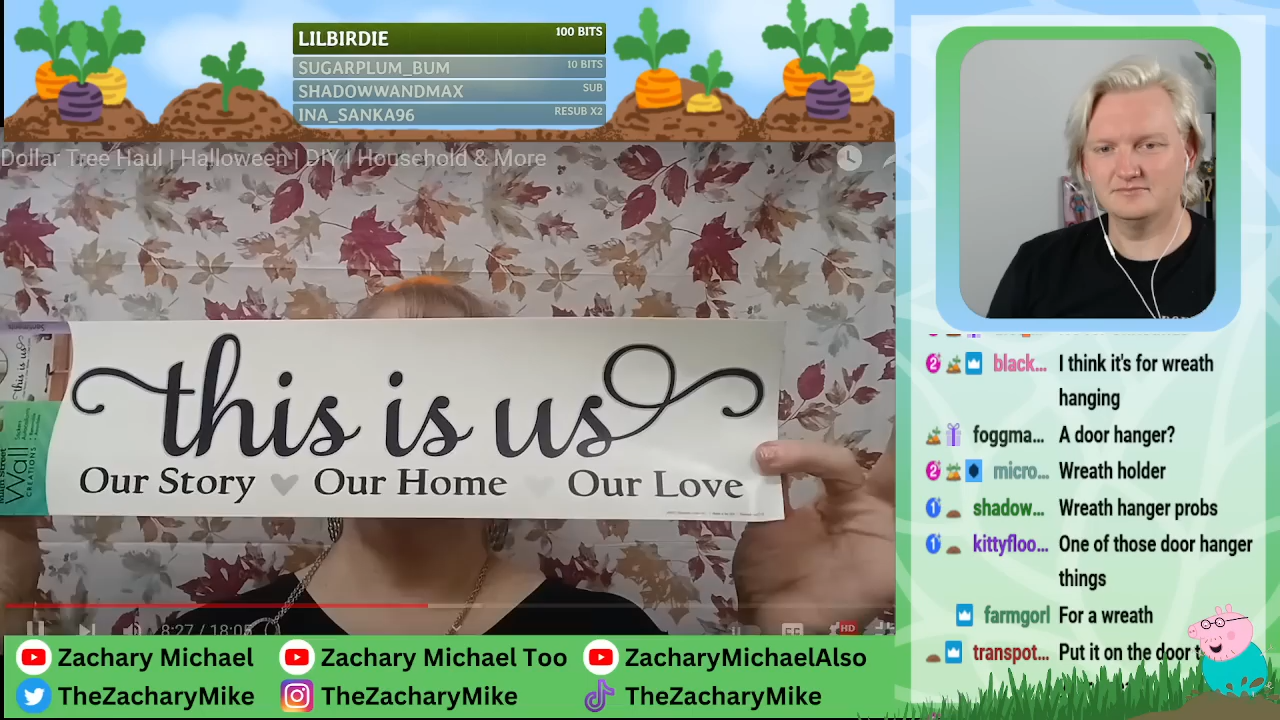 LILBIRDIE 100 BITS
SUGARPLUM_BUM 10 BITS
SHADOWWANDMAX SUB
INA_SANKA96 RESUB X2
Dollar Tree Haul | Halloween | DIY | Household & More
this is us
Our Story Our Home Our Love
Wall
CREATIONS
8:27 / 18:05
HD
black... I think it's for wreath
hanging
foggma... A door hanger?
micro... Wreath holder
shadow... Wreath hanger probs
kittyfloo... One of those door hanger
things
farmgorl For a wreath
transpot... Put it on the door
Zachary Michael Zachary Michael Too ZacharyMichaelAlso
TheZacharyMike TheZacharyMike TheZacharyMike